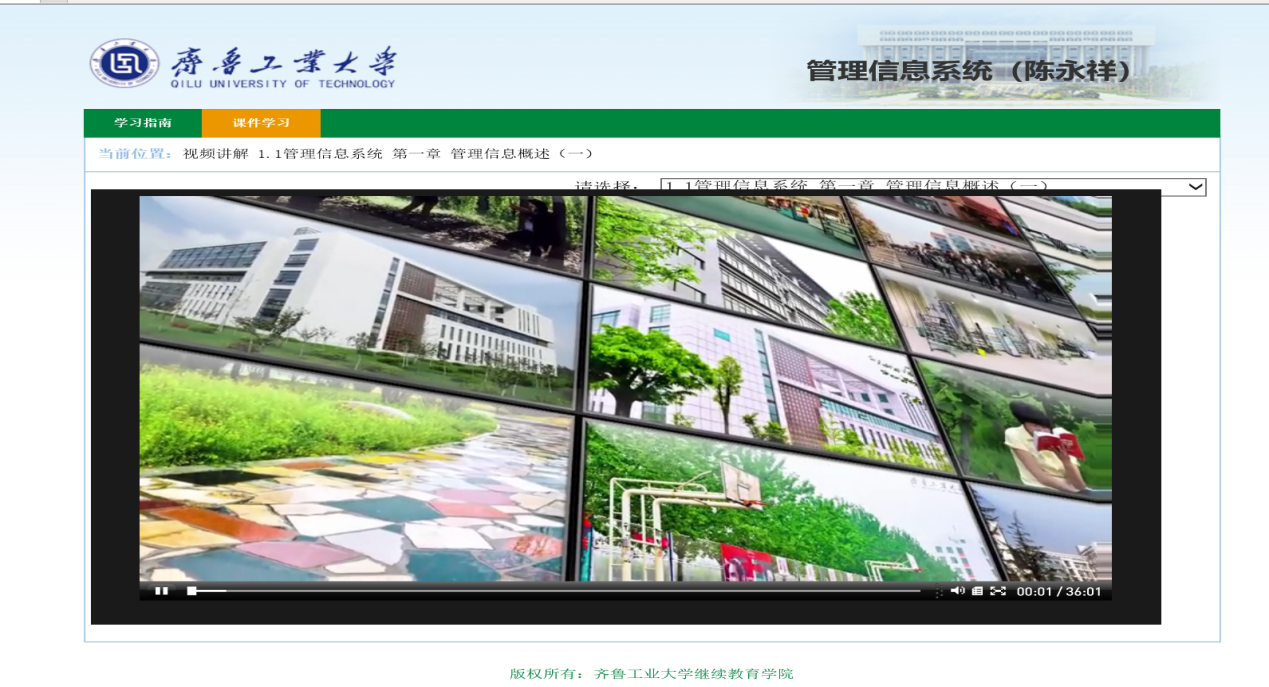 齊魯工業大學
QILU UNIVERSITY OF TECHNOLOGY
管理信息系统（陈永祥）
学习指南 课件学习
当前位置：视频讲解 1.1管理信息系统 第一章 管理信息概述（一）
请选择： 1.1管理信息系统 第一章 管理信息概述（一）
00:01 / 36:01
版权所有：齐鲁工业大学继续教育学院